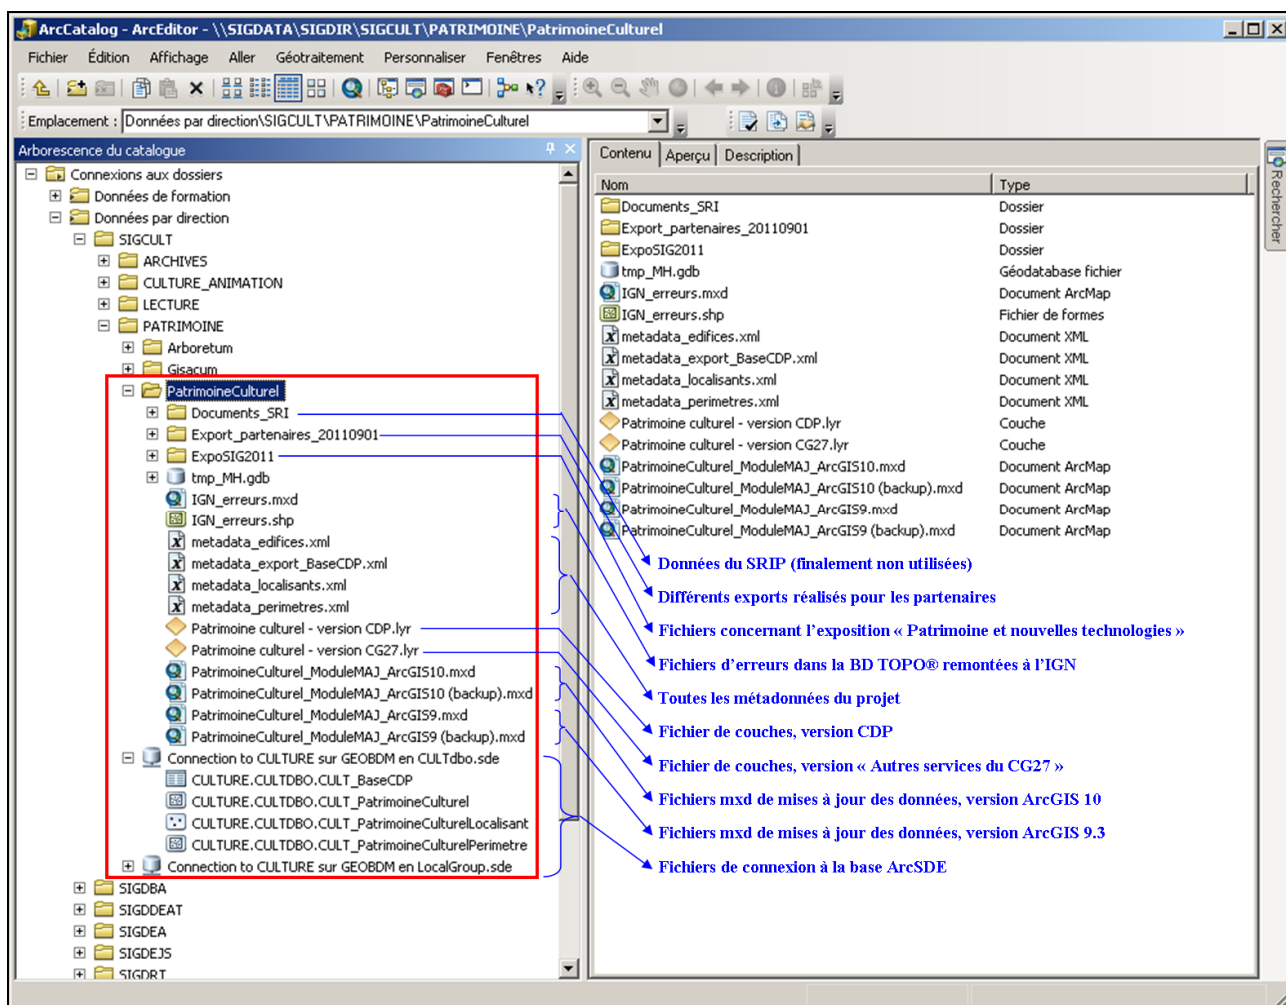 ArcCatalog - ArcEditor - \\SIGDATA\SIGDIR\SIGCULT\PATRIMOINE\PatrimoineCulturel
Fichier Édition Affichage Aller Géotraitement Personnaliser Fenêtres Aide
Emplacement : Données par direction\SIGCULT\PATRIMOINE\PatrimoineCulturel
Arborescence du catalogue
Connexions aux dossiers
Données de formation
Données par direction
SIGCULT
ARCHIVES
CULTURE_ANIMATION
LECTURE
PATRIMOINE
Arboretum
Gisacum
PatrimoineCulturel
Documents_SRI
Export_partenaires_20110901
ExpoSIG2011
tmp_MH.gdb
IGN_erreurs.mxd
IGN_erreurs.shp
metadata_edifices.xml
metadata_export_BaseCDP.xml
metadata_localisants.xml
metadata_perimetres.xml
Patrimoine culturel - version CDP.lyr
Patrimoine culturel - version CG27.lyr
PatrimoineCulturel_ModuleMAJ_ArcGIS10.mxd
PatrimoineCulturel_ModuleMAJ_ArcGIS10 (backup).mxd
PatrimoineCulturel_ModuleMAJ_ArcGIS9.mxd
PatrimoineCulturel_ModuleMAJ_ArcGIS9 (backup).mxd
Connection to CULTURE sur GEOBDM en CULTdbo.sde
CULTURE.CULTDBO.CULT_BaseCDP
CULTURE.CULTDBO.CULT_PatrimoineCulturel
CULTURE.CULTDBO.CULT_PatrimoineCulturelLocalisant
CULTURE.CULTDBO.CULT_PatrimoineCulturelPerimetre
Connection to CULTURE sur GEOBDM en LocalGroup.sde
SIGDBA
SIGDDEAT
SIGDEA
SIGDEJS
SIGDRT
Contenu Aperçu Description
Nom Type
Documents_SRI Dossier
Export_partenaires_20110901 Dossier
ExpoSIG2011 Dossier
tmp_MH.gdb Géodatabase fichier
IGN_erreurs.mxd Document ArcMap
IGN_erreurs.shp Fichier de formes
metadata_edifices.xml Document XML
metadata_export_BaseCDP.xml Document XML
metadata_localisants.xml Document XML
metadata_perimetres.xml Document XML
Patrimoine culturel - version CDP.lyr Couche
Patrimoine culturel - version CG27.lyr Couche
PatrimoineCulturel_ModuleMAJ_ArcGIS10.mxd Document ArcMap
PatrimoineCulturel_ModuleMAJ_ArcGIS10 (backup).mxd Document ArcMap
PatrimoineCulturel_ModuleMAJ_ArcGIS9.mxd Document ArcMap
PatrimoineCulturel_ModuleMAJ_ArcGIS9 (backup).mxd Document ArcMap
Données du SRIP (finalement non utilisées)
Différents exports réalisés pour les partenaires
Fichiers concernant l'exposition « Patrimoine et nouvelles technologies »
Fichiers d'erreurs dans la BD TOPO® remontées à l'IGN
Toutes les métadonnées du projet
Fichier de couches, version CDP
Fichier de couches, version « Autres services du CG27 »
Fichiers mxd de mises à jour des données, version ArcGIS 10
Fichiers mxd de mises à jour des données, version ArcGIS 9.3
Fichiers de connexion à la base ArcSDE
Rechercher